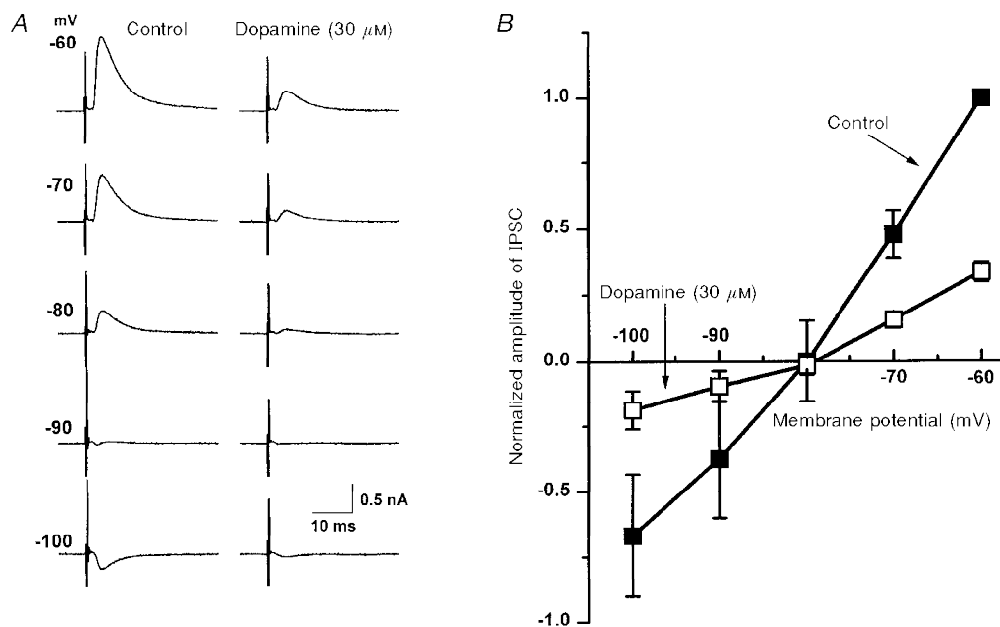 A
mV
Control
Dopamine (30 μM)
-60
-70
-80
-90
-100
0.5 nA
10 ms
B
Normalized amplitude of IPSC
1.0
0.5
0.0
-0.5
-1.0
Control
Dopamine (30 μM)
-100
-90
-70
-60
Membrane potential (mV)